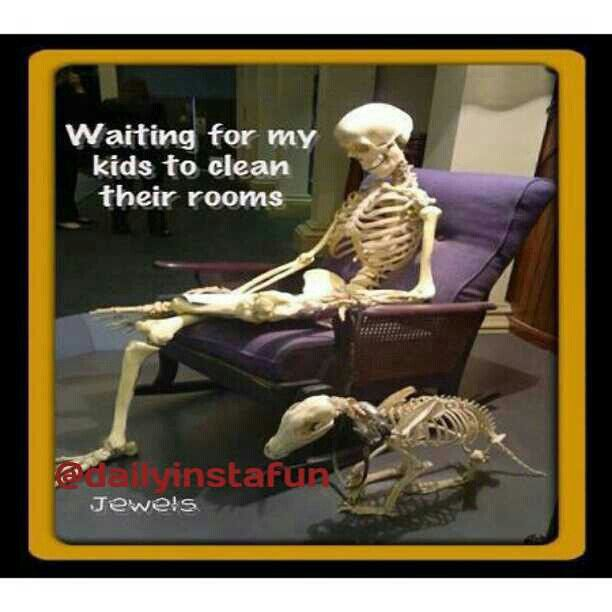 Waiting for my
kids to clean
their rooms
@dailyinstafun
Jewels